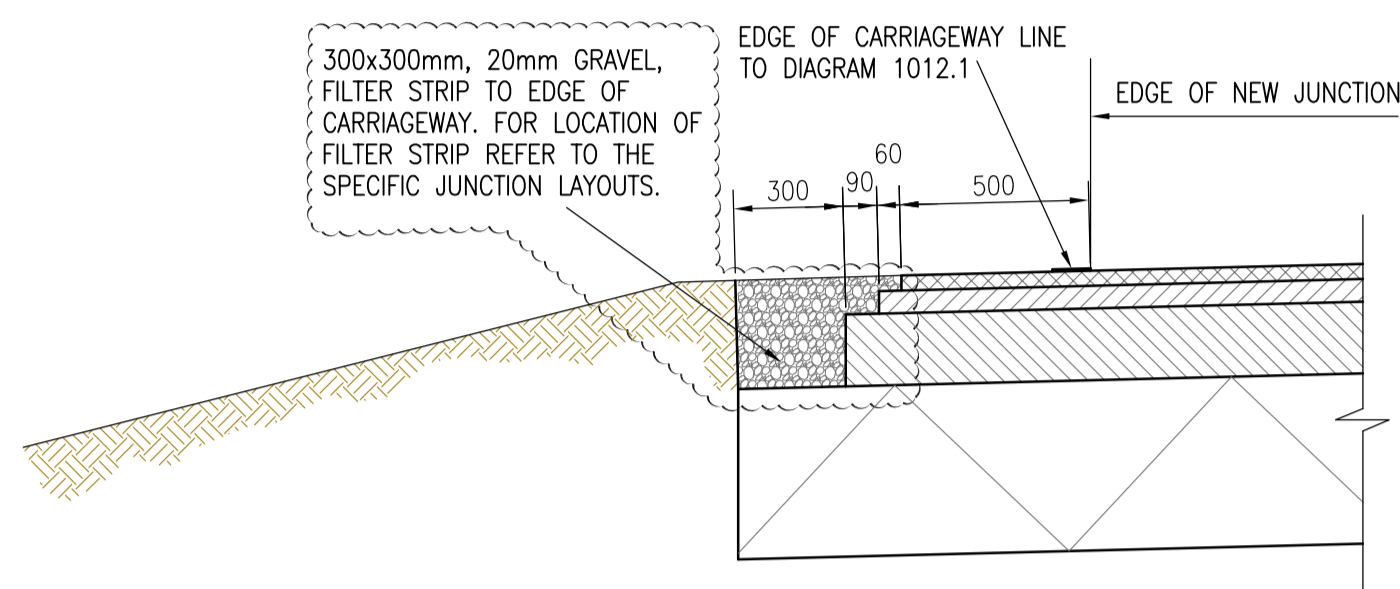 300x300mm, 20mm GRAVEL,
FILTER STRIP TO EDGE OF
CARRIAGEWAY. FOR LOCATION OF
FILTER STRIP REFER TO THE
SPECIFIC JUNCTION LAYOUTS.
EDGE OF CARRIAGEWAY LINE
TO DIAGRAM 1012.1
EDGE OF NEW JUNCTION
300
90
60
500